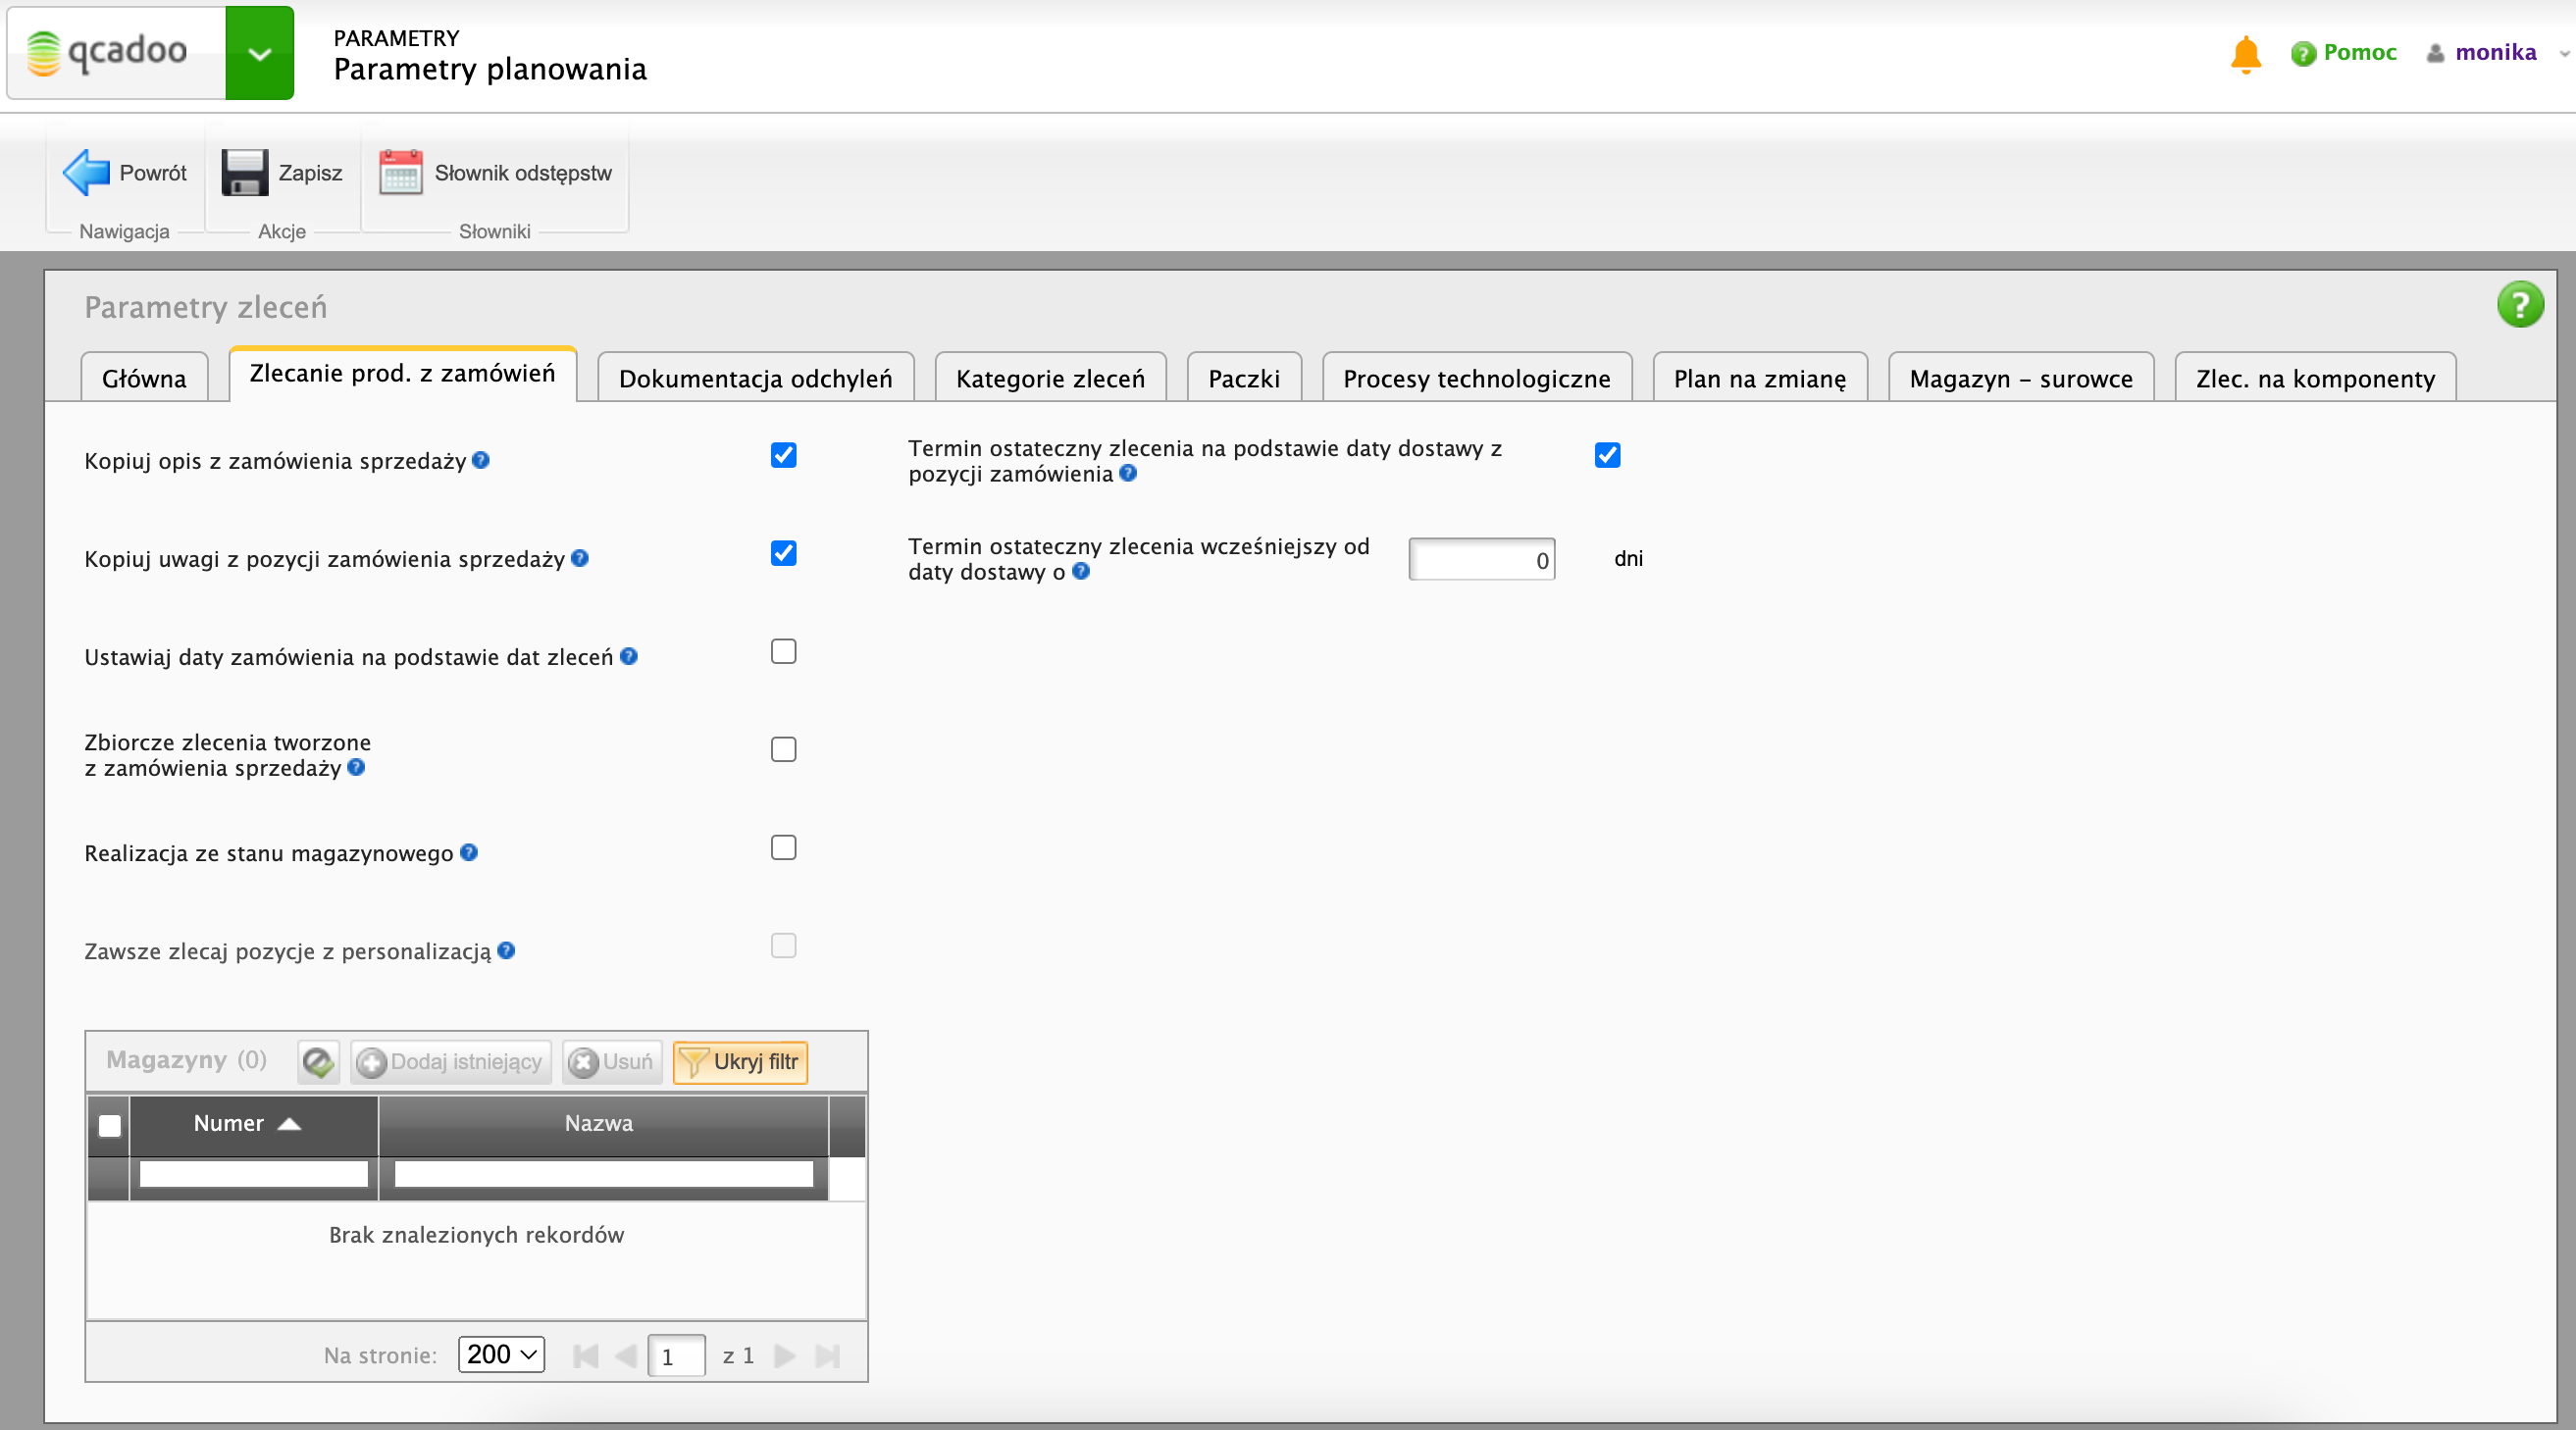 qcadoo
PARAMETRY
Parametry planowania
Pomoc
monika
Powrót
Zapisz
Słownik odstępstw
Nawigacja
Akcje
Słowniki
Parametry zleceń
Główna
Zlecanie prod. z zamówień
Dokumentacja odchyleń
Kategorie zleceń
Paczki
Procesy technologiczne
Plan na zmianę
Magazyn – surowce
Zlec. na komponenty
Kopiuj opis z zamówienia sprzedaży
Termin ostateczny zlecenia na podstawie daty dostawy z
pozycji zamówienia
Kopiuj uwagi z pozycji zamówienia sprzedaży
Termin ostateczny zlecenia wcześniejszy od
daty dostawy o
0
dni
Ustawiaj daty zamówienia na podstawie dat zleceń
Zbiorcze zlecenia tworzone
z zamówienia sprzedaży
Realizacja ze stanu magazynowego
Zawsze zlecaj pozycje z personalizacją
Magazyny (0)
Dodaj istniejący
Usuń
Ukryj filtr
Numer
Nazwa
Brak znalezionych rekordów
Na stronie:
200
1
z 1